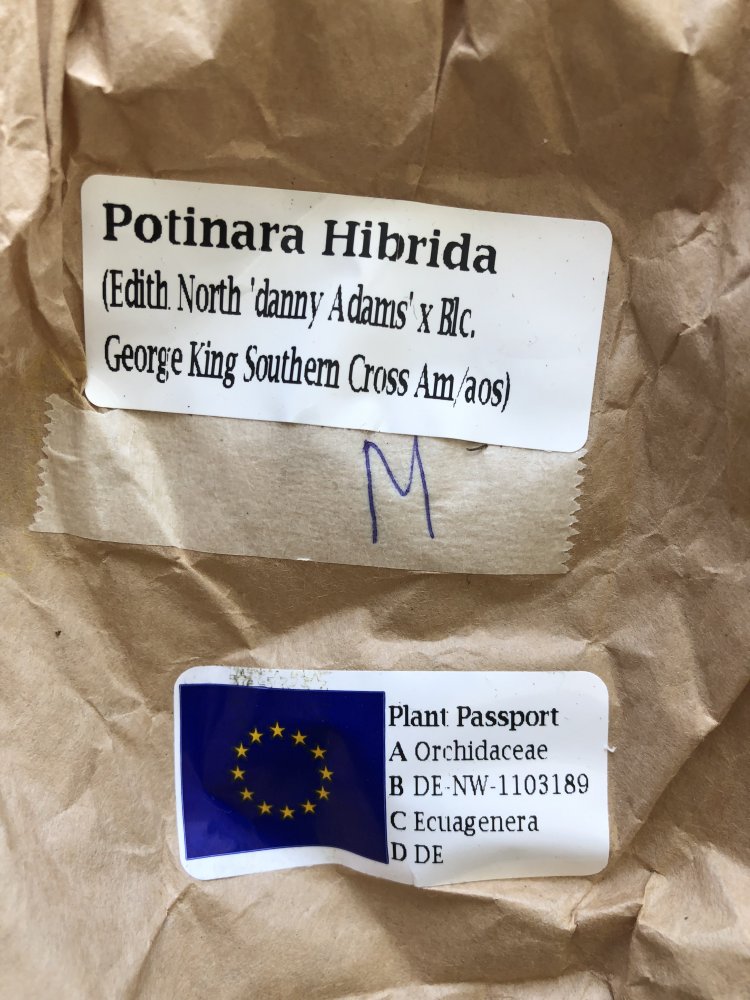 Potinara Hibrida
(Edith North 'danny Adams' x Blc.
George King Southern Cross Am/aos)
M
Plant Passport
A Orchidaceae
B DE-NW-1103189
C Ecuagenera
D DE